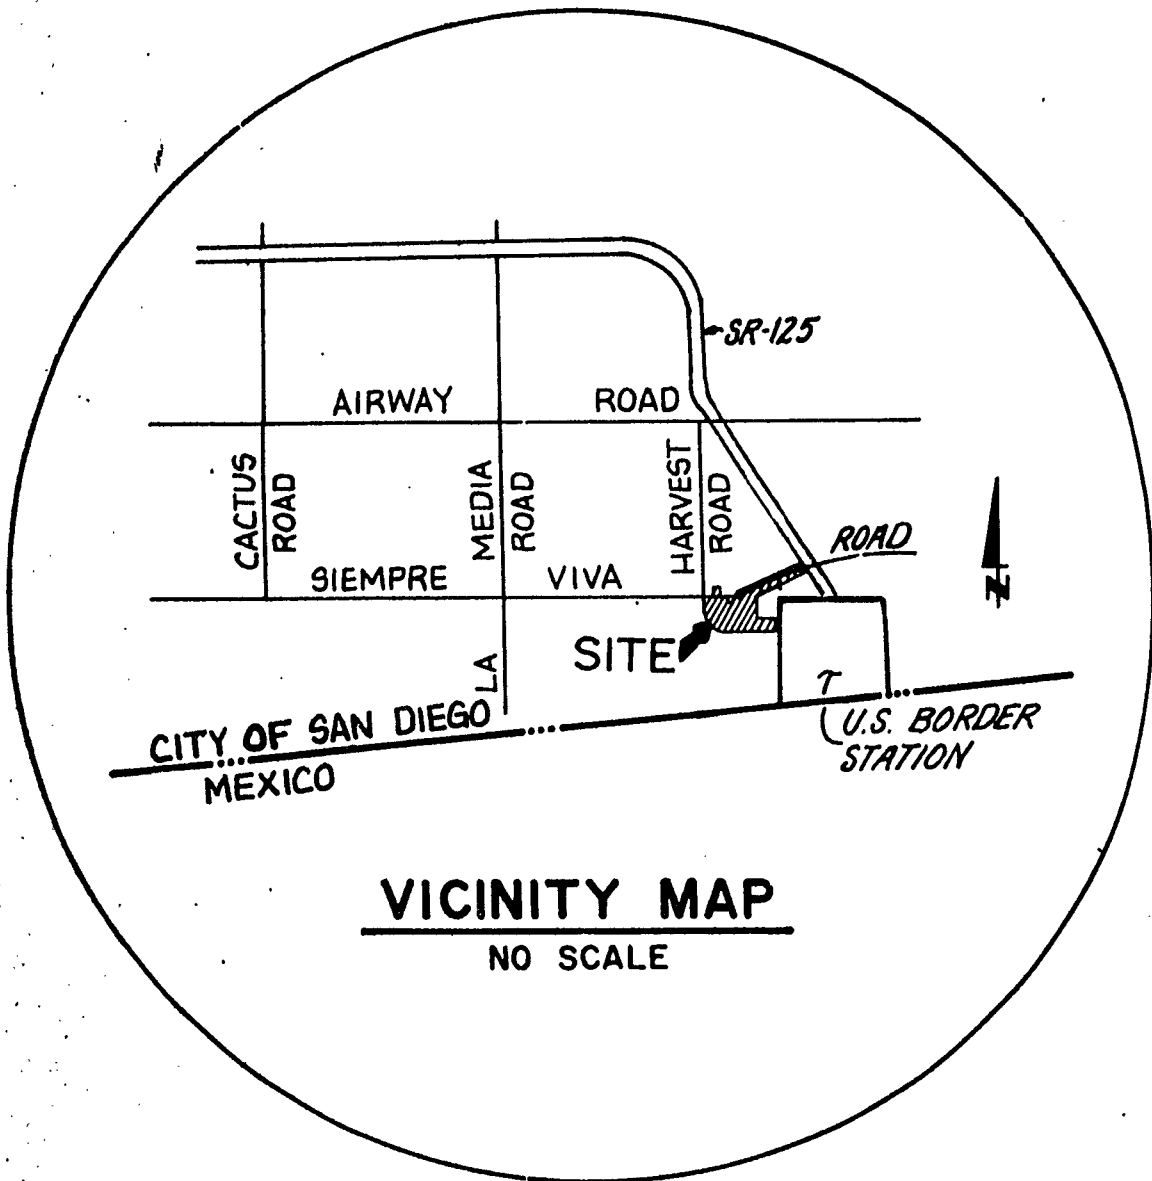 SR-125
AIRWAY ROAD
CACTUS
ROAD
LA MEDIA
ROAD
HARVEST
ROAD
SIEMPRE VIVA ROAD
N
SITE
U.S. BORDER
STATION
CITY OF SAN DIEGO
MEXICO
VICINITY MAP
NO SCALE